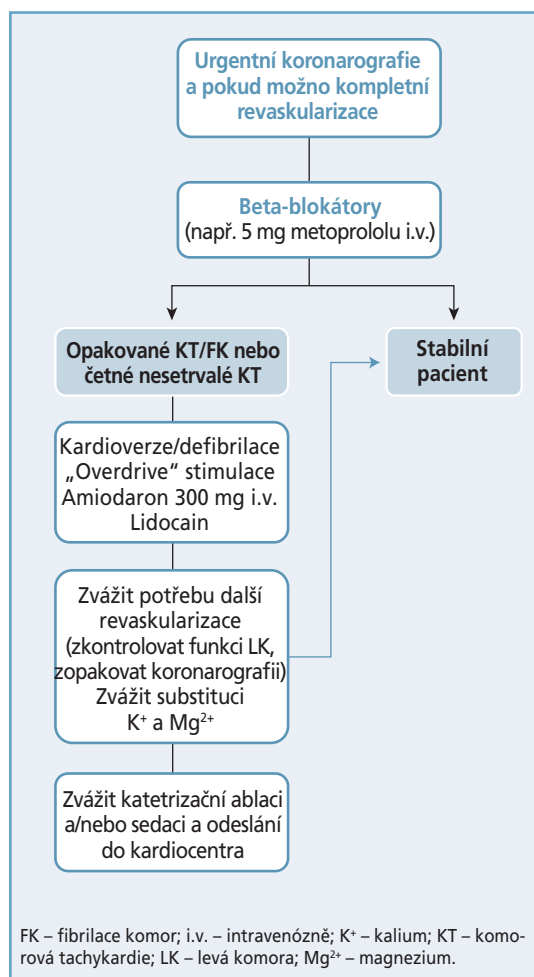 Urgentní koronarografie
a pokud možno kompletní
revaskularizace
Beta-blokátory
(např. 5 mg metoprololu i.v.)
Opakované KT/FK nebo
četné nesetrvalé KT
Stabilní
pacient
Kardioverze/defibrilace
„Overdrive“ stimulace
Amiodaron 300 mg i.v.
Lidocain
Zvážit potřebu další
revaskularizace
(zkontrolovat funkci LK,
zopakovat koronarografii)
Zvážit substituci
K⁺ a Mg²⁺
Zvážit katetrizační ablaci
a/nebo sedaci a odeslání
do kardiocentra
FK – fibrilace komor; i.v. – intravenózně; K⁺ – kalium; KT – komo-
rová tachykardie; LK – levá komora; Mg²⁺ – magnezium.